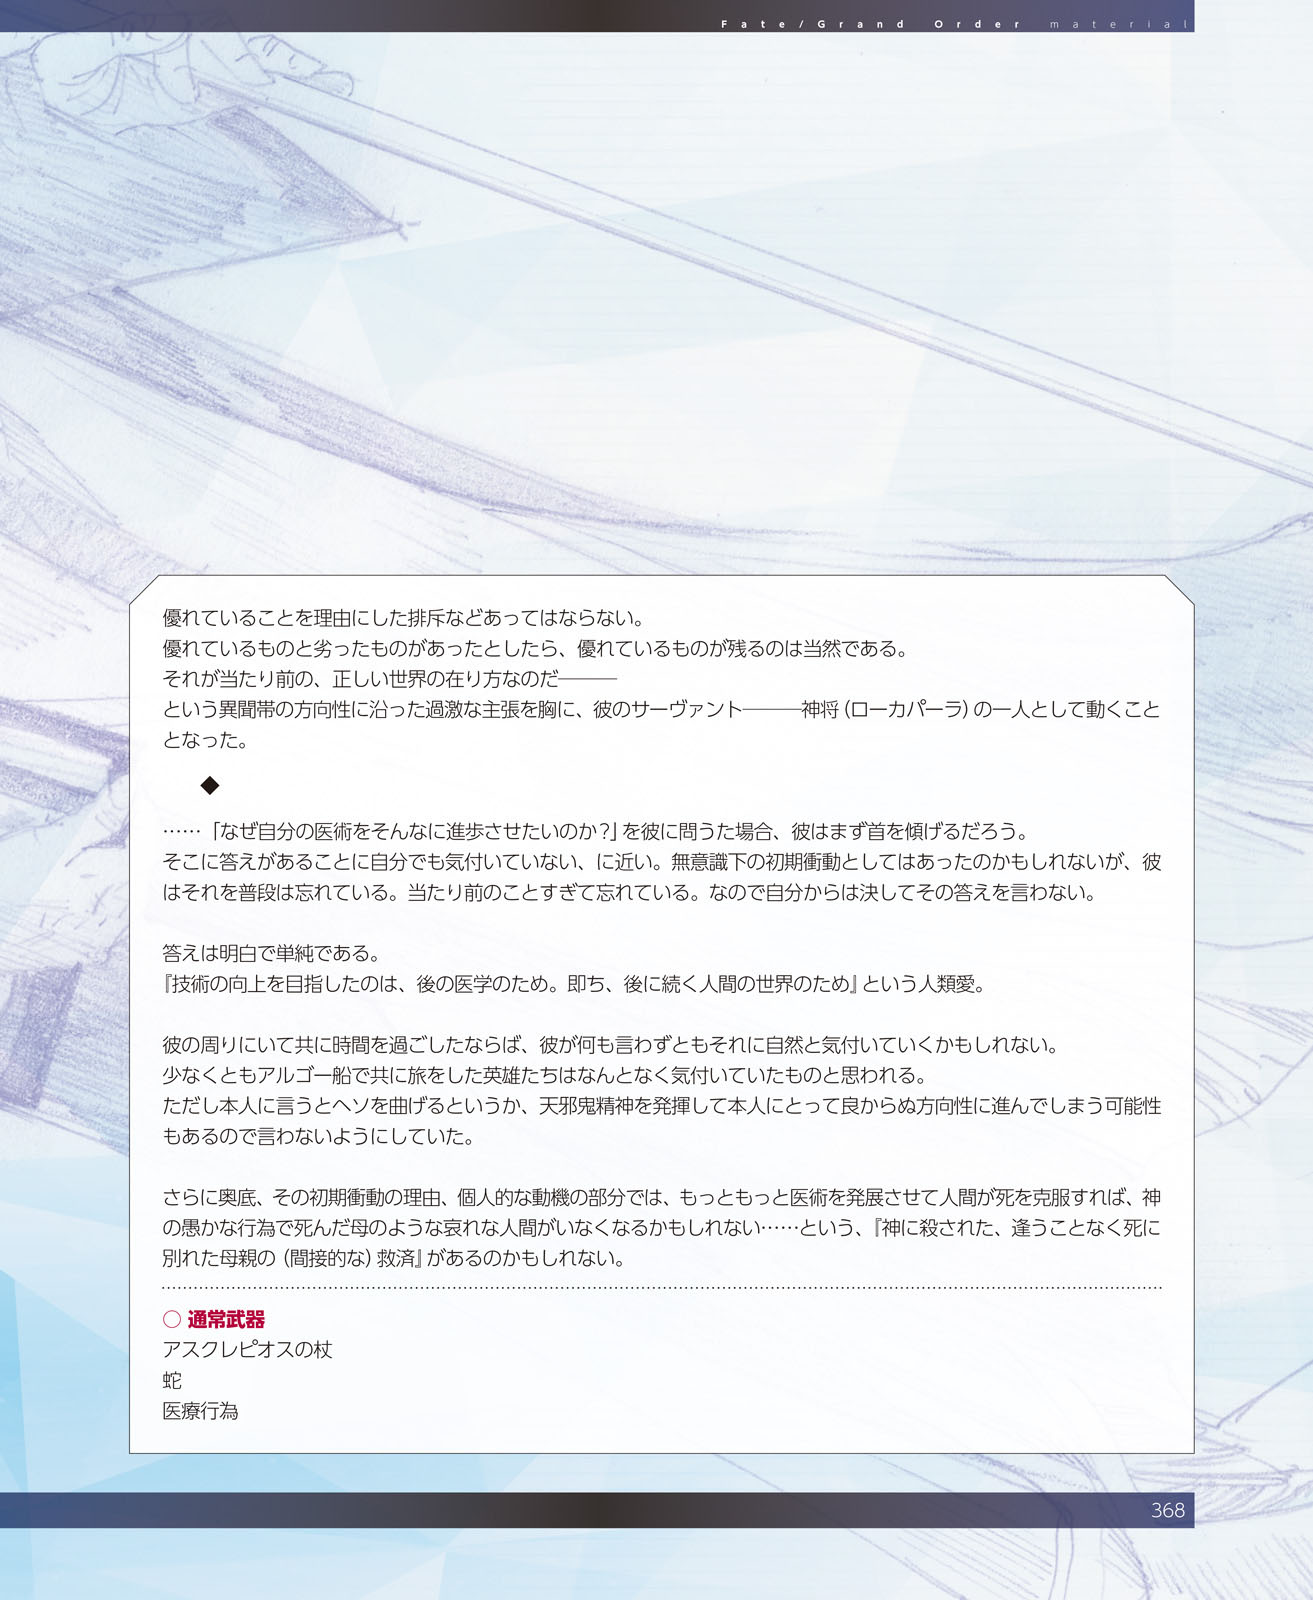 Fate/Grand Order material
優れていることを理由にした排斥などあってはならない。
優れているものと劣ったものがあったとしたら、優れているものが残るのは当然である。
それが当たり前の、正しい世界の在り方なのだ―――
という異聞帯の方向性に沿った過激な主張を胸に、彼のサーヴァント―――神将（ローカパーラ）の一人として動くこと
となった。
◆
……「なぜ自分の医術をそんなに進歩させたいのか？」を彼に問うた場合、彼はまず首を傾げるだろう。
そこに答えがあることに自分でも気付いていない、に近い。無意識下の初期衝動としてはあったのかもしれないが、彼
はそれを普段は忘れている。当たり前のことすぎて忘れている。なので自分からは決してその答えを言わない。
答えは明白で単純である。
『技術の向上を目指したのは、後の医学のため。即ち、後に続く人間の世界のため』という人類愛。
彼の周りにいて共に時間を過ごしたならば、彼が何も言わずともそれに自然と気付いていくかもしれない。
少なくともアルゴー船で共に旅をした英雄たちはなんとなく気付いていたものと思われる。
ただし本人に言うとヘソを曲げるというか、天邪鬼精神を発揮して本人にとって良からぬ方向性に進んでしまう可能性
もあるので言わないようにしていた。
さらに奥底、その初期衝動の理由、個人的な動機の部分では、もっともっと医術を発展させて人間が死を克服すれば、神
の愚かな行為で死んだ母のような哀れな人間がいなくなるかもしれない……という、『神に殺された、逢うことなく死に
別れた母親の（間接的な）救済』があるのかもしれない。
○ 通常武器
アスクレピオスの杖
蛇
医療行為
368